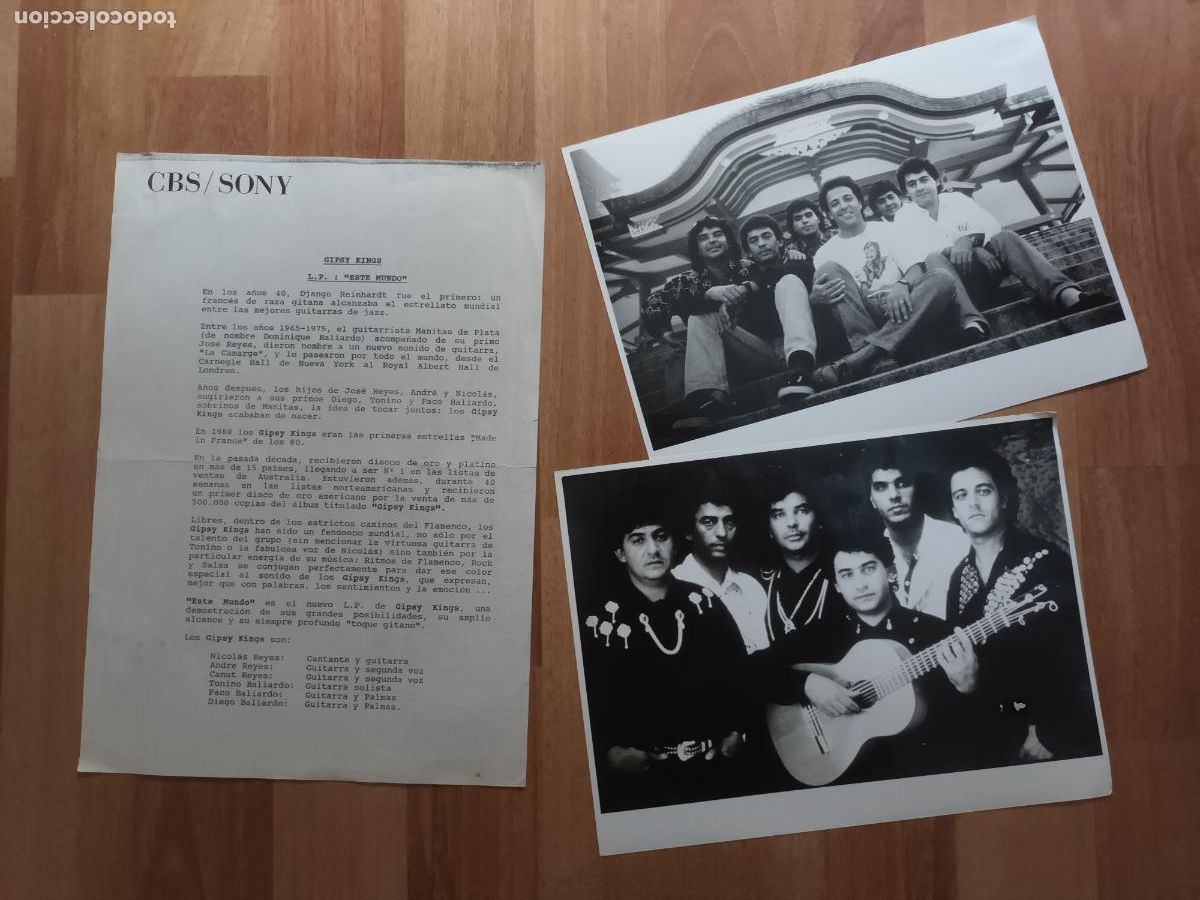 todocoleccion
CBS/SONY
GIPSY KINGS
L.P. : "ESTE MUNDO"
En los años 40, Django Reinhardt fue el primero: un
francés de raza gitana alcanzaba el estrellato mundial
entre las mejores guitarras de jazz.
Entre los años 1965-1975, el guitarrista Manitas de Plata
(de nombre Dominique Baliardo) acompañado de su primo
José Reyes, dieron nombre a un nuevo sonido de guitarra,
"La Camarge", y lo pasearon por todo el mundo, desde el
Carnegie Hall de Nueva York al Royal Albert Hall de
Londres.
Años después, los hijos de José Reyes, André y Nicolás,
sugirieron a sus primos Diego, Tonino y Paco Baliardo,
sobrinos de Manitas, la idea de tocar juntos: los Gipsy
Kings acababan de nacer.
En 1988 los Gipsy Kings eran las primeras estrellas "Made
in France" de los 80.
En la pasada década, recibieron discos de oro y platino
en más de 15 países, llegando a ser Nº 1 en las listas de
ventas de Australia. Estuvieron además, durante 40
semanas en las listas norteamericanas y recibieron
un primer disco de oro americano por la venta de más de
500.000 copias del álbum titulado "Gipsy Kings".
Libres, dentro de los estrictos caminos del Flamenco, los
Gipsy Kings han sido un fenómeno mundial, no sólo por el
talento del grupo (sin mencionar la virtuosa guitarra de
Tonino o la fabulosa voz de Nicolás) sino también por la
particular energía de su música: Ritmos de Flamenco, Rock
y Salsa se conjugan perfectamente para dar ese color
especial al sonido de los Gipsy Kings, que expresan,
mejor que con palabras, los sentimientos y la emoción ...
"Este Mundo" es el nuevo L.P. de Gipsy Kings, una
demostración de sus grandes posibilidades, su amplio
alcance y su siempre profundo "toque gitano".
Los Gipsy Kings son:
Nicolás Reyes: Cantante y guitarra
Andre Reyes: Guitarra y segunda voz
Canut Reyes: Guitarra y segunda voz
Tonino Baliardo: Guitarra solista
Paco Baliardo: Guitarra y Palmas
Diago Baliardo: Guitarra y Palmas.